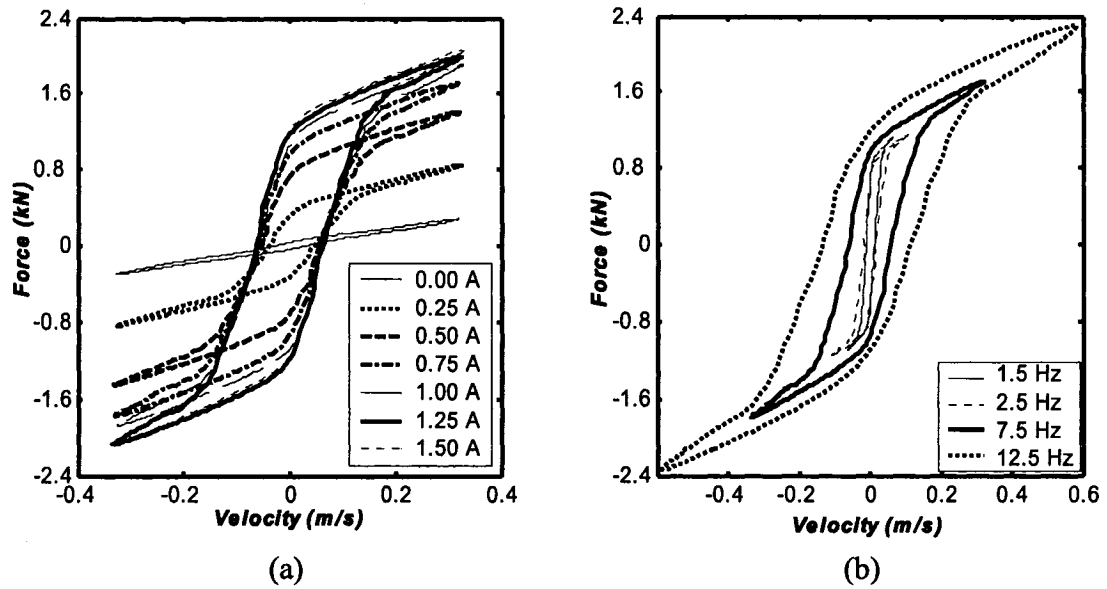 2.4
1.6
0.8
0
-0.8
-1.6
-2.4
Force (kN)
-0.4
-0.2
0
0.2
0.4
Velocity (m/s)
0.00 A
0.25 A
0.50 A
0.75 A
1.00 A
1.25 A
1.50 A
(a)
2.4
1.6
0.8
0
-0.8
-1.6
-2.4
Force (kN)
-0.4
-0.2
0
0.2
0.4
0.6
Velocity (m/s)
1.5 Hz
2.5 Hz
7.5 Hz
12.5 Hz
(b)